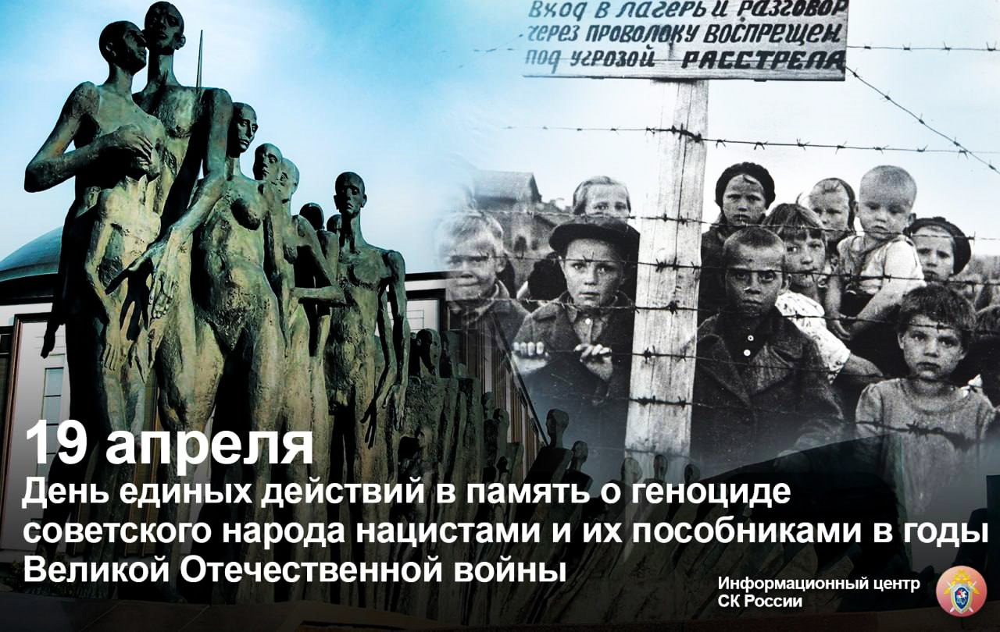 Вход в лагерь и разговор
через проволоку воспрещен
под угрозой расстрела
19 апреля
День единых действий в память о геноциде
советского народа нацистами и их пособниками в годы
Великой Отечественной войны
Информационный центр
СК России